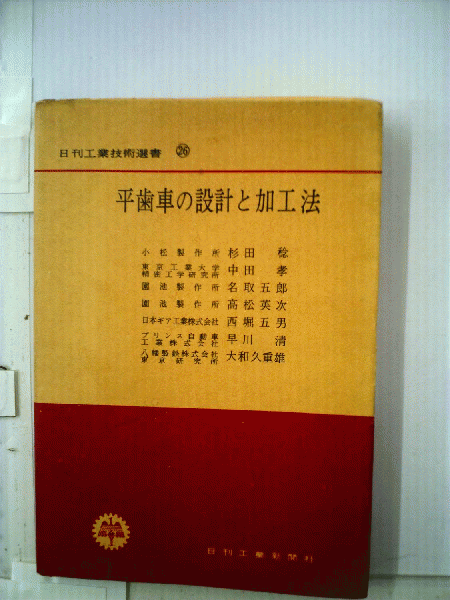 日刊工業技術選書 26
平歯車の設計と加工法
小松製作所 杉田 稔
東京工業大学
精密工学研究所 中田 孝
園池製作所 名取五郎
園池製作所 高松英次
日本ギア工業株式会社 西堀五男
プリンス自動車
工業株式会社 早川 清
八幡製鉄株式会社
東京研究所 大和久重雄
日刊工業新聞社